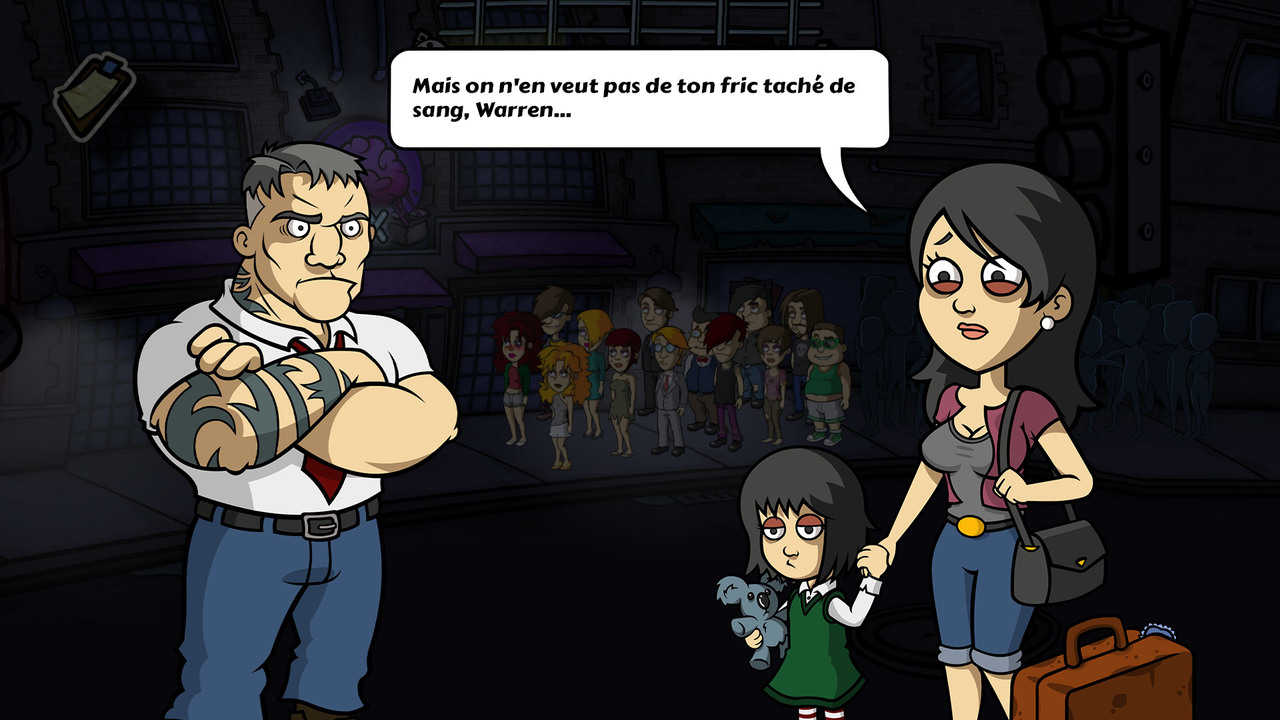 Mais on n'en veut pas de ton fric taché de
sang, Warren...